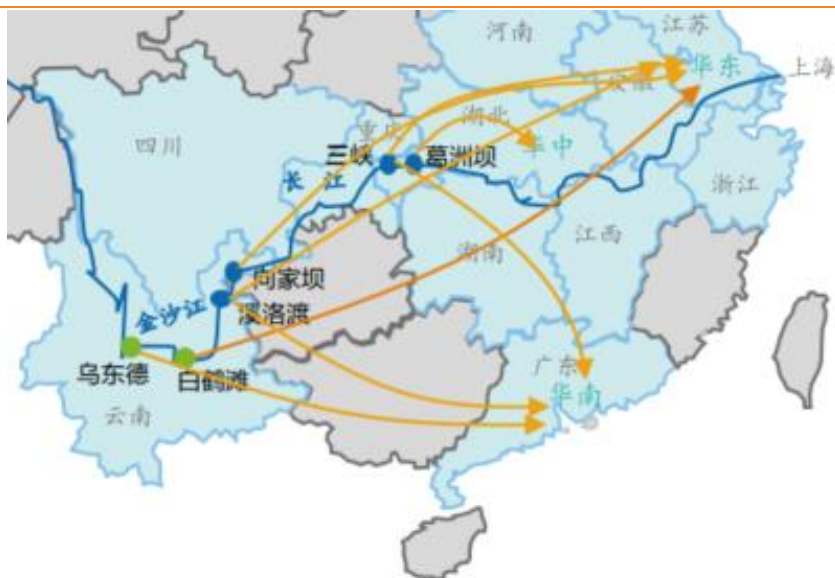 江苏
河南
华东
上海
安徽
湖北
重庆
华中
四川
三峡
葛洲坝
长江
浙江
江西
湖南
向家坝
溪洛渡
金沙江
乌东德
白鹤滩
广东
华南
云南